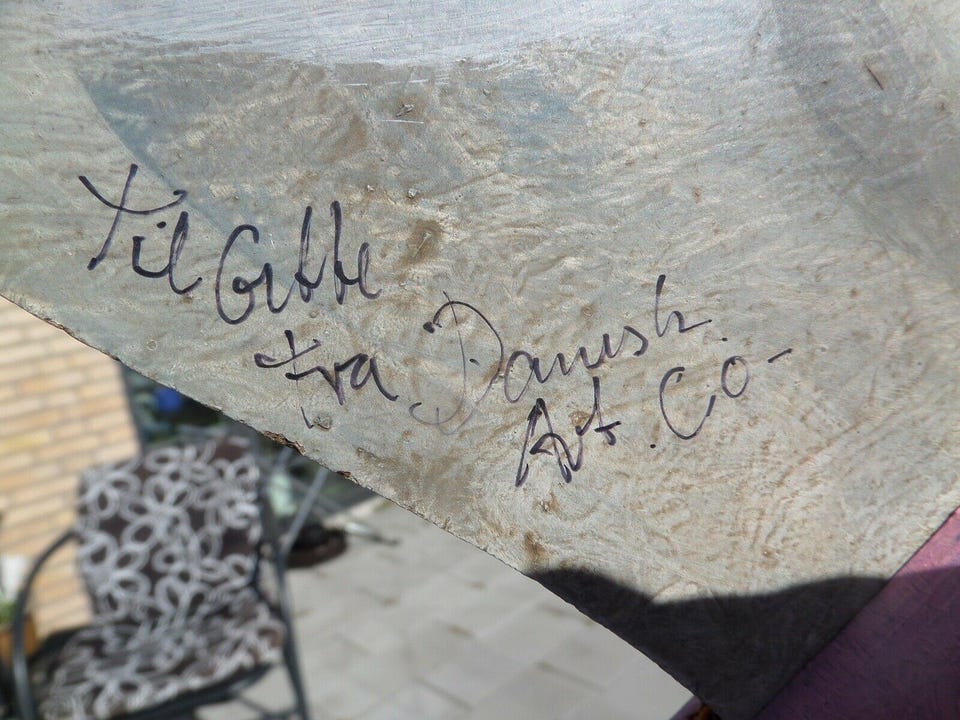 Til Gitte
fra Danish
Art Co-